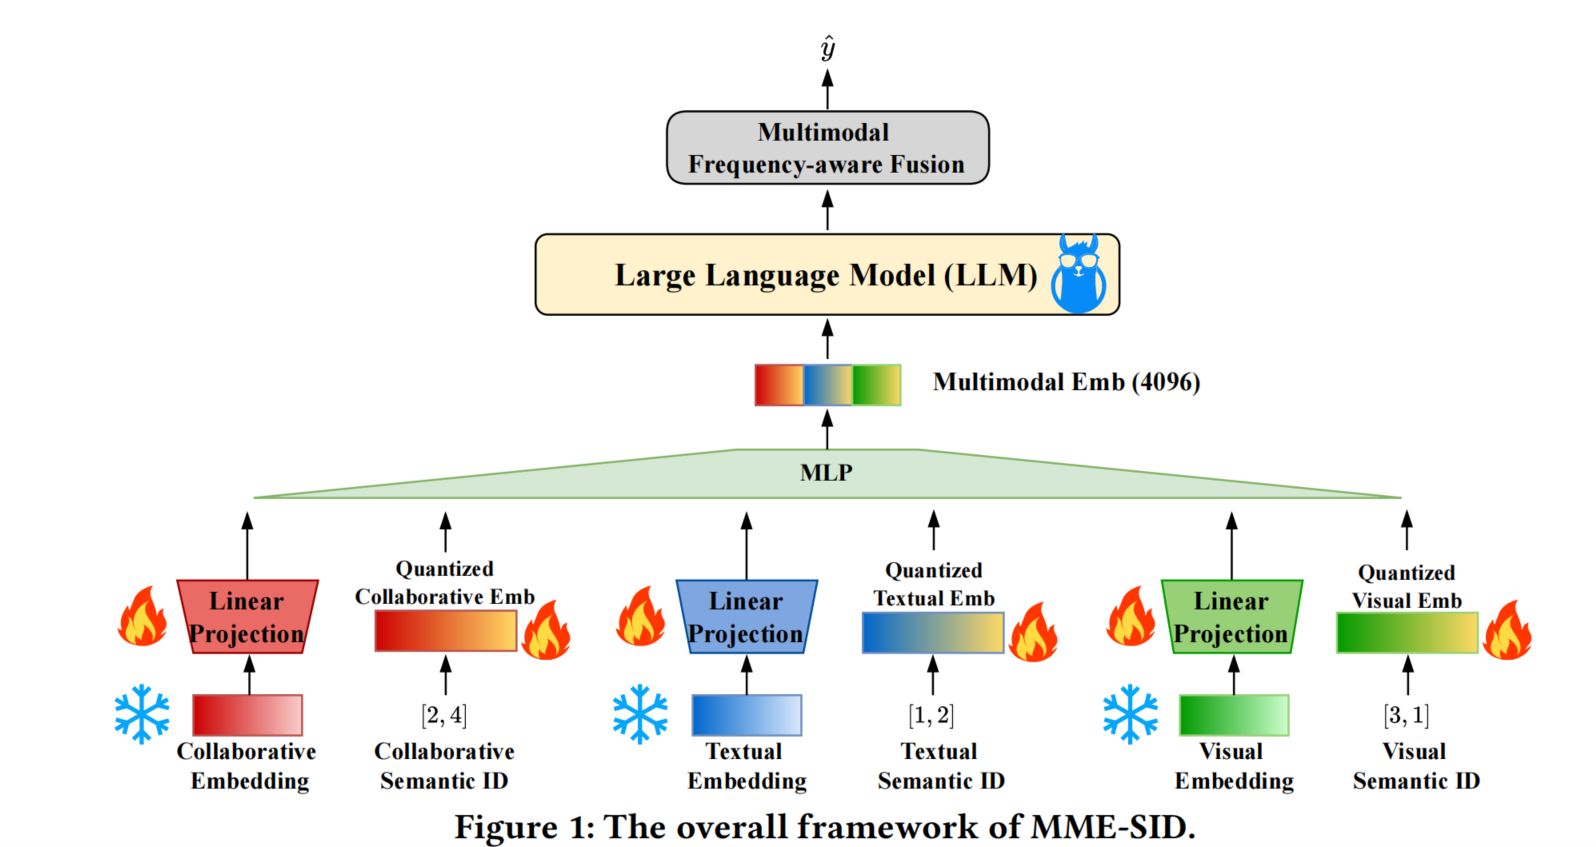 ŷ
Multimodal
Frequency-aware Fusion
Large Language Model (LLM)
Multimodal Emb (4096)
MLP
Linear
Projection
Quantized
Collaborative Emb
Linear
Projection
Quantized
Textual Emb
Linear
Projection
Quantized
Visual Emb
[2, 4]
[1, 2]
[3, 1]
Collaborative
Embedding
Collaborative
Semantic ID
Textual
Embedding
Textual
Semantic ID
Visual
Embedding
Visual
Semantic ID
Figure 1: The overall framework of MME-SID.